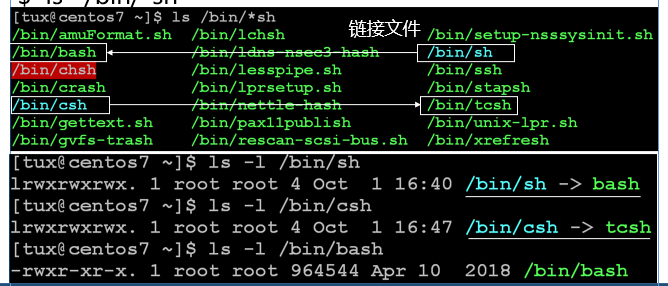 [tux@centos7 ~]$ ls /bin/*sh
链接文件
/bin/amuFormat.sh /bin/lchsh /bin/setup-nsssysinit.sh
/bin/bash /bin/ldns-nsec3-hash /bin/sh
/bin/chsh /bin/lesspipe.sh /bin/ssh
/bin/crash /bin/lprsetup.sh /bin/stapsh
/bin/csh /bin/nettle-hash /bin/tcsh
/bin/gettext.sh /bin/pax11publish /bin/unix-lpr.sh
/bin/gvfs-trash /bin/rescan-scsi-bus.sh /bin/xrefresh
[tux@centos7 ~]$ ls -l /bin/sh
lrwxrwxrwx. 1 root root 4 Oct 1 16:40 /bin/sh -> bash
[tux@centos7 ~]$ ls -l /bin/csh
lrwxrwxrwx. 1 root root 4 Oct 1 16:47 /bin/csh -> tcsh
[tux@centos7 ~]$ ls -l /bin/bash
-rwxr-xr-x. 1 root root 964544 Apr 10 2018 /bin/bash